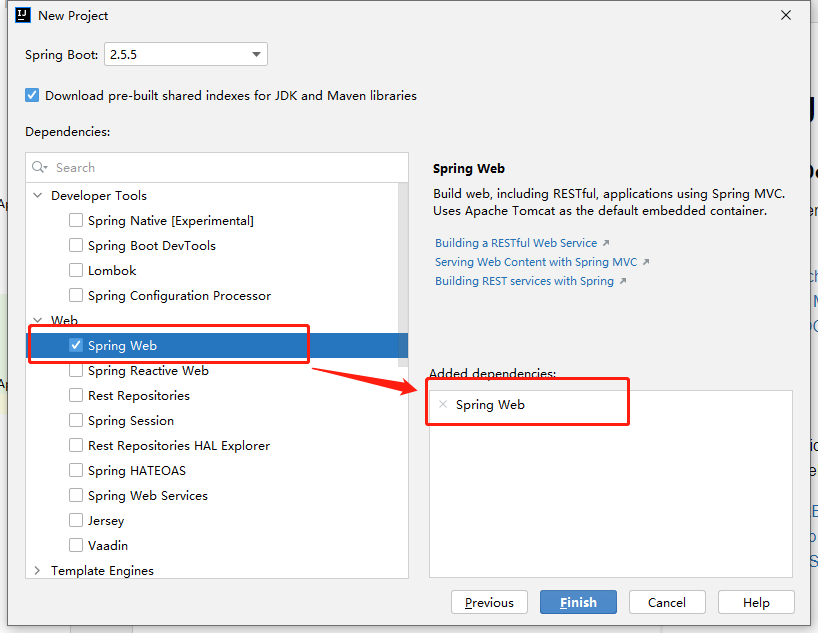 New Project
Spring Boot: 2.5.5
Download pre-built shared indexes for JDK and Maven libraries
Dependencies:
Search
Developer Tools
Spring Native [Experimental]
Spring Boot DevTools
Lombok
Spring Configuration Processor
Web
Spring Web
Spring Reactive Web
Rest Repositories
Spring Session
Rest Repositories HAL Explorer
Spring HATEOAS
Spring Web Services
Jersey
Vaadin
Template Engines
Spring Web
Build web, including RESTful, applications using Spring MVC.
Uses Apache Tomcat as the default embedded container.
Building a RESTful Web Service
Serving Web Content with Spring MVC
Building REST services with Spring
Added dependencies:
Spring Web
Previous
Finish
Cancel
Help